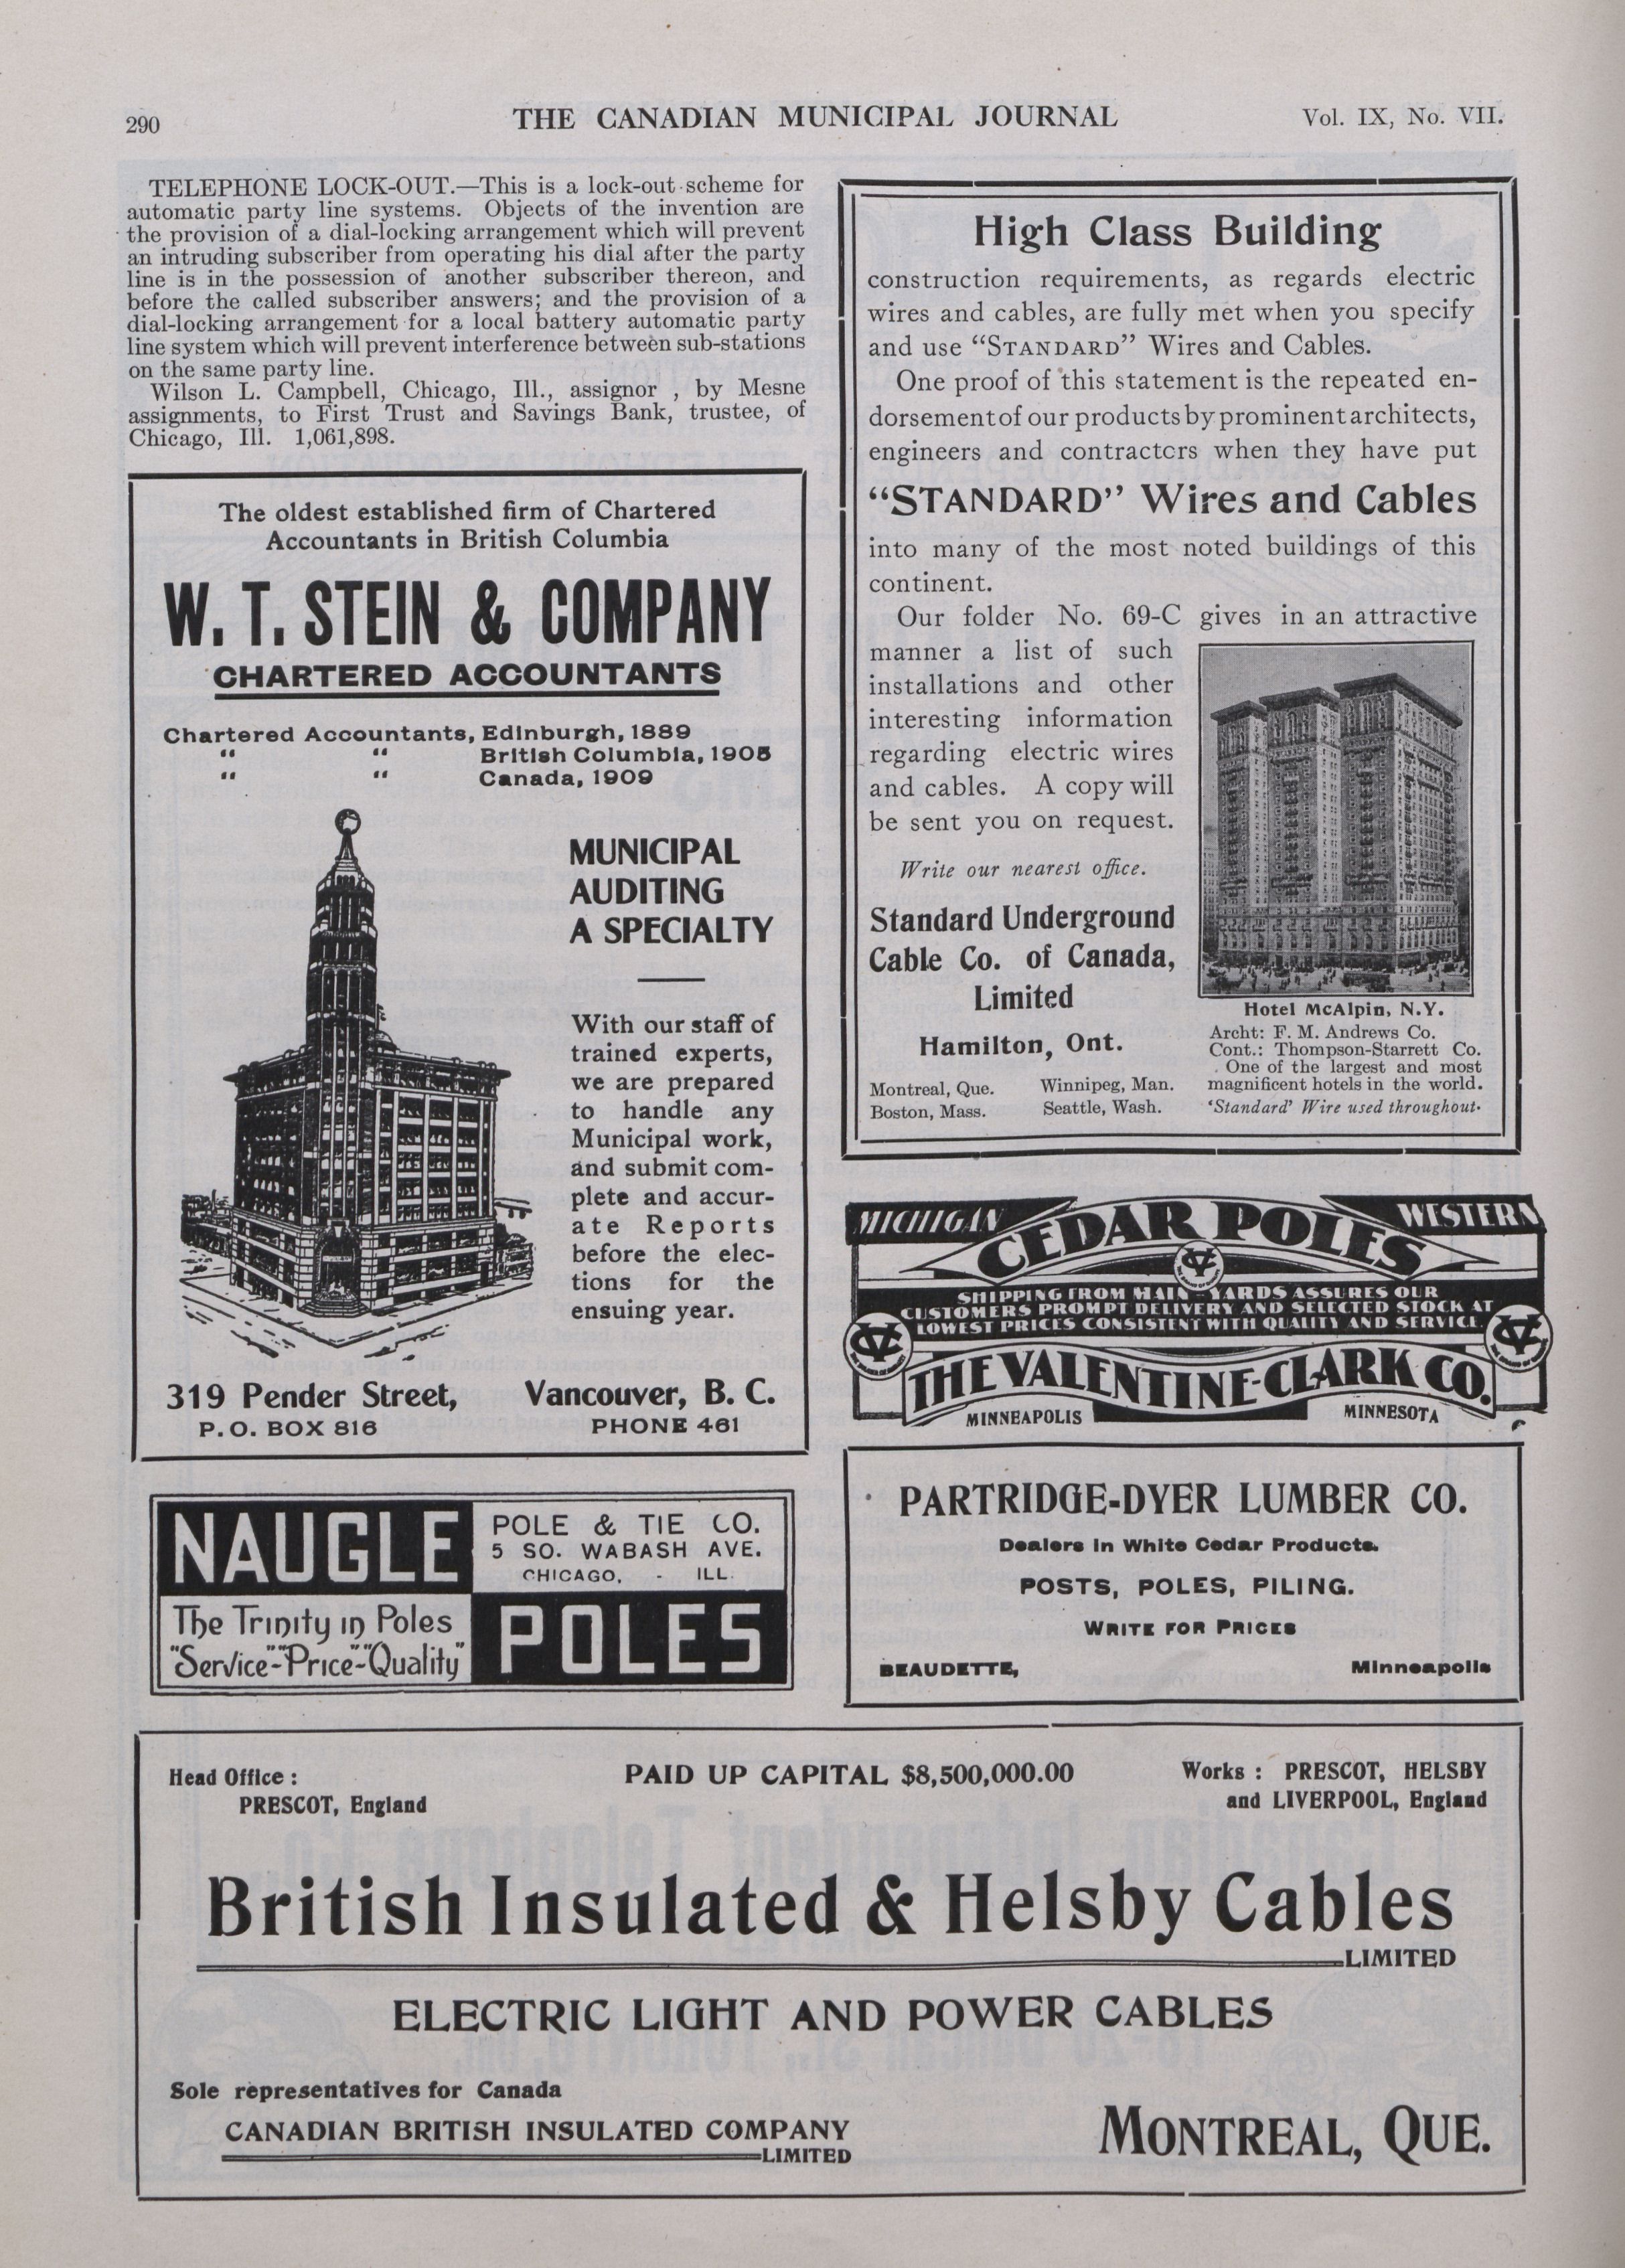 290
THE CANADIAN MUNICIPAL JOURNAL
Vol. IX, No. VII.
TELEPHONE LOCK-OUT.—This is a lock-out scheme for
automatic party line systems. Objects of the invention are
the provision of a dial-locking arrangement which will prevent
an intruding subscriber from operating his dial after the party
line is in the possession of another subscriber thereon, and
before the called subscriber answers; and the provision of a
dial-locking arrangement for a local battery automatic party
line system which will prevent interference between sub-stations
on the same party line.
Wilson L. Campbell, Chicago, Ill., assignor , by Mesne
assignments, to First Trust and Savings Bank, trustee, of
Chicago, Ill. 1,061,898.
The oldest established firm of Chartered
Accountants in British Columbia
W. T. STEIN & COMPANY
CHARTERED ACCOUNTANTS
Chartered Accountants, Edinburgh, 1889
" " British Columbia, 1905
" " Canada, 1909
MUNICIPAL
AUDITING
A SPECIALTY
With our staff of
trained experts,
we are prepared
to handle any
Municipal work,
and submit com-
plete and accur-
ate Reports
before the elec-
tions for the
ensuing year.
319 Pender Street, Vancouver, B. C.
P. O. BOX 816 PHONE 461
NAUGLE
POLE & TIE CO.
5 SO. WABASH AVE.
CHICAGO, - ILL.
The Trinity in Poles
"Service"-"Price"-"Quality"
POLES
High Class Building
construction requirements, as regards electric
wires and cables, are fully met when you specify
and use "STANDARD" Wires and Cables.
One proof of this statement is the repeated en-
dorsement of our products by prominent architects,
engineers and contractors when they have put
"STANDARD" Wires and Cables
into many of the most noted buildings of this
continent.
Our folder No. 69-C gives in an attractive
manner a list of such
installations and other
interesting information
regarding electric wires
and cables. A copy will
be sent you on request.
Write our nearest office.
Standard Underground
Cable Co. of Canada,
Limited
Hamilton, Ont.
Montreal, Que. Winnipeg, Man.
Boston, Mass. Seattle, Wash.
Hotel McAlpin, N.Y.
Archt: F. M. Andrews Co.
Cont.: Thompson-Starrett Co.
One of the largest and most
magnificent hotels in the world.
'Standard' Wire used throughout.
MICHIGAN
CEDAR POLES
WESTERN
SHIPPING FROM MAIN YARDS ASSURES OUR
CUSTOMERS PROMPT DELIVERY AND SELECTED STOCK AT
LOWEST PRICES CONSISTENT WITH QUALITY AND SERVICE
THE VALENTINE-CLARK CO.
MINNEAPOLIS
MINNESOTA
PARTRIDGE-DYER LUMBER CO.
Dealers in White Cedar Products.
POSTS, POLES, PILING.
WRITE FOR PRICES
BEAUDETTE, Minneapolis
Head Office :
PRESCOT, England
PAID UP CAPITAL $8,500,000.00
Works : PRESCOT, HELSBY
and LIVERPOOL, England
British Insulated & Helsby Cables
LIMITED
ELECTRIC LIGHT AND POWER CABLES
Sole representatives for Canada
CANADIAN BRITISH INSULATED COMPANY
LIMITED
MONTREAL, QUE.